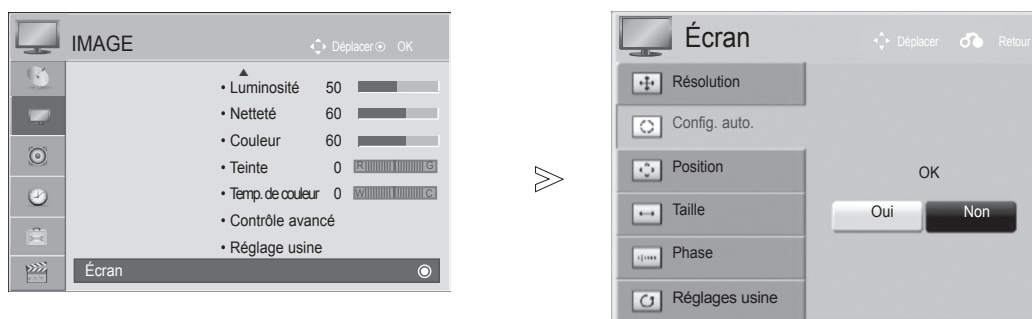 IMAGE
Déplacer OK
• Luminosité 50
• Netteté 60
• Couleur 60
• Teinte 0 R G
• Temp. de couleur 0 W C
• Contrôle avancé
• Réglage usine
Écran
Écran
Déplacer Retour
Résolution
Config. auto.
Position
Taille
Phase
Réglages usine
OK
Oui Non